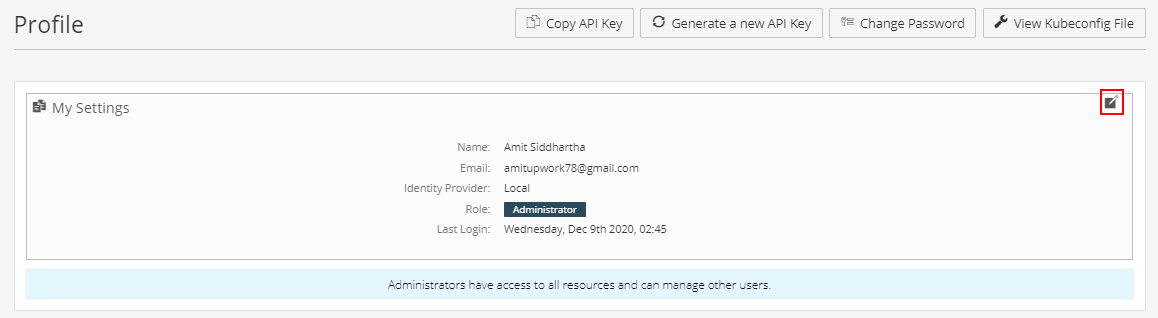 Profile
Copy API Key
Generate a new API Key
Change Password
View Kubeconfig File
My Settings
Name: Amit Siddhartha
Email: amitupwork78@gmail.com
Identity Provider: Local
Role: Administrator
Last Login: Wednesday, Dec 9th 2020, 02:45
Administrators have access to all resources and can manage other users.